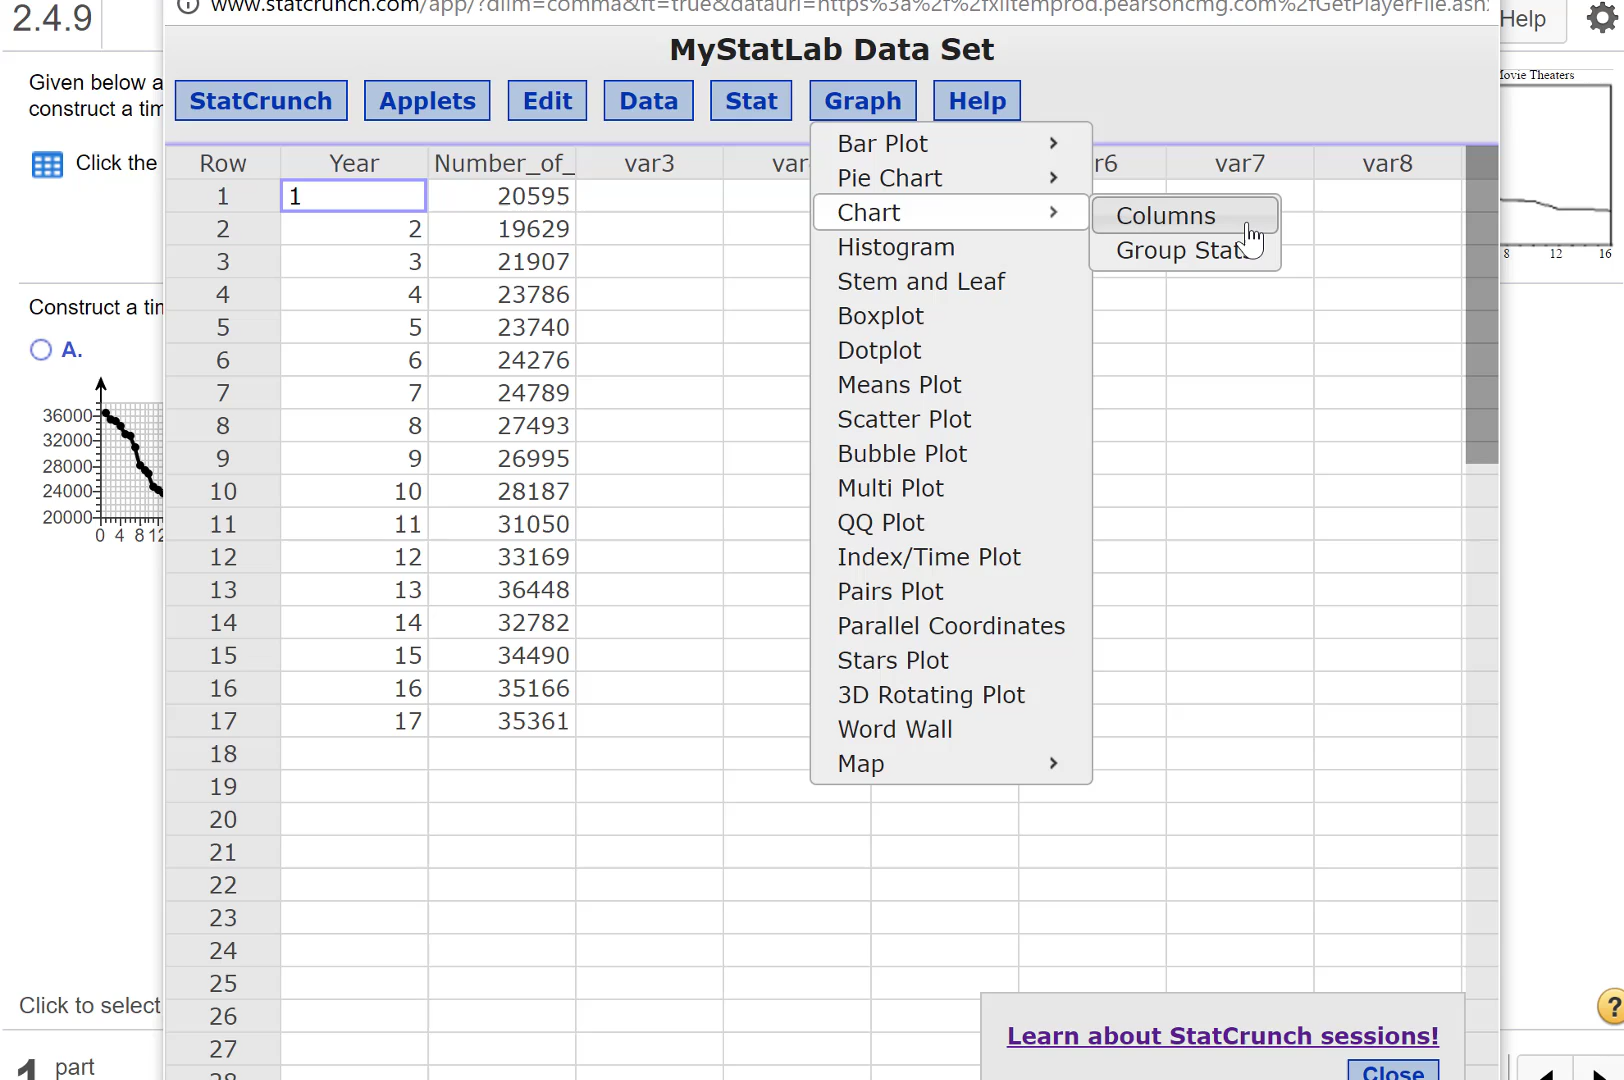 2.4.9
www.statcrunch.com/app/?dlim=comma&ft=true&dataurl=https%3a%2f%2fxlitemprod.pearsoncmg.com%2fGetPlayerFile.ash
Help
MyStatLab Data Set
Given below a
construct a tim
Click the
StatCrunch Applets Edit Data Stat Graph Help
Movie Theaters
8 12 16
Row Year Number_of_ var3 var r6 var7 var8
1 1 20595
2 2 19629
3 3 21907
4 4 23786
5 5 23740
6 6 24276
7 7 24789
8 8 27493
9 9 26995
10 10 28187
11 11 31050
12 12 33169
13 13 36448
14 14 32782
15 15 34490
16 16 35166
17 17 35361
18
19
20
21
22
23
24
25
26
27
28
Bar Plot
Pie Chart
Chart
Histogram
Stem and Leaf
Boxplot
Dotplot
Means Plot
Scatter Plot
Bubble Plot
Multi Plot
QQ Plot
Index/Time Plot
Pairs Plot
Parallel Coordinates
Stars Plot
3D Rotating Plot
Word Wall
Map
Columns
Group Stat
Construct a tim
A.
36000
32000
28000
24000
20000
0 4 8 12
Click to select
1 part
Learn about StatCrunch sessions!
Close
?